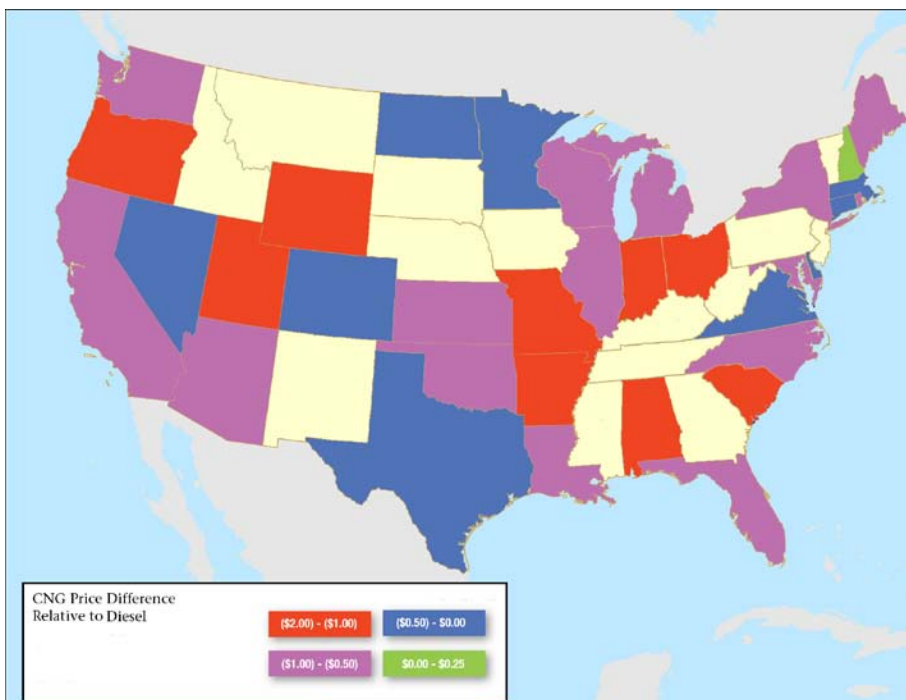 CNG Price Difference
Relative to Diesel
($2.00) - ($1.00)
($0.50) - $0.00
($1.00) - ($0.50)
$0.00 - $0.25